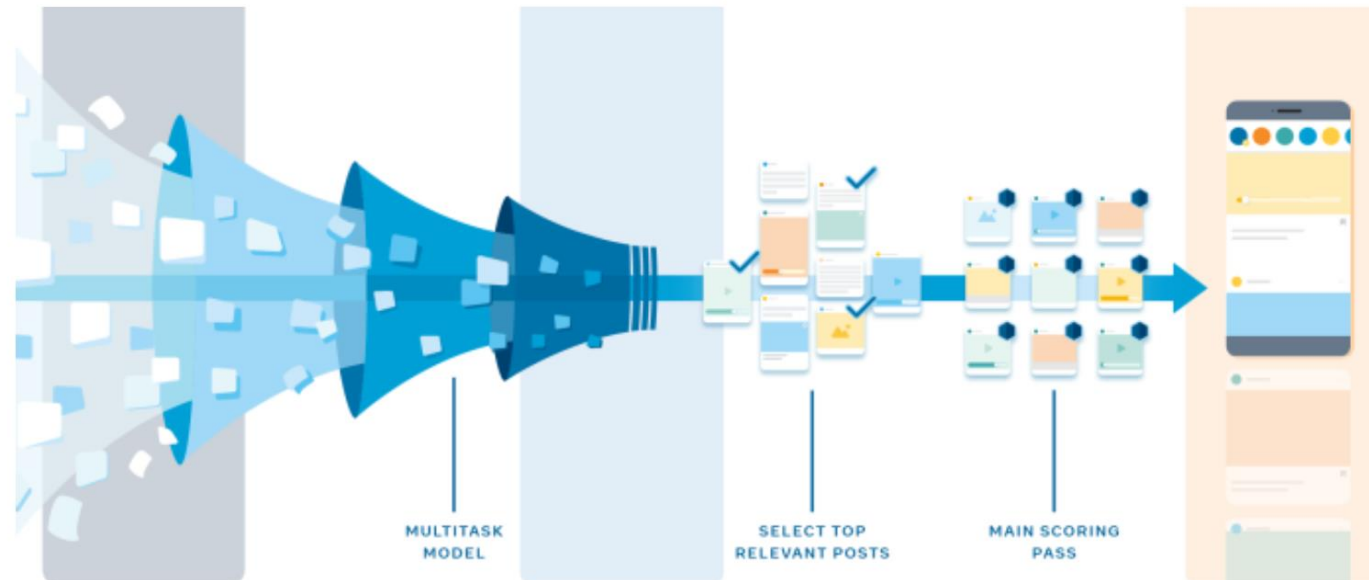 MULTITASK
MODEL
SELECT TOP
RELEVANT POSTS
MAIN SCORING
PASS